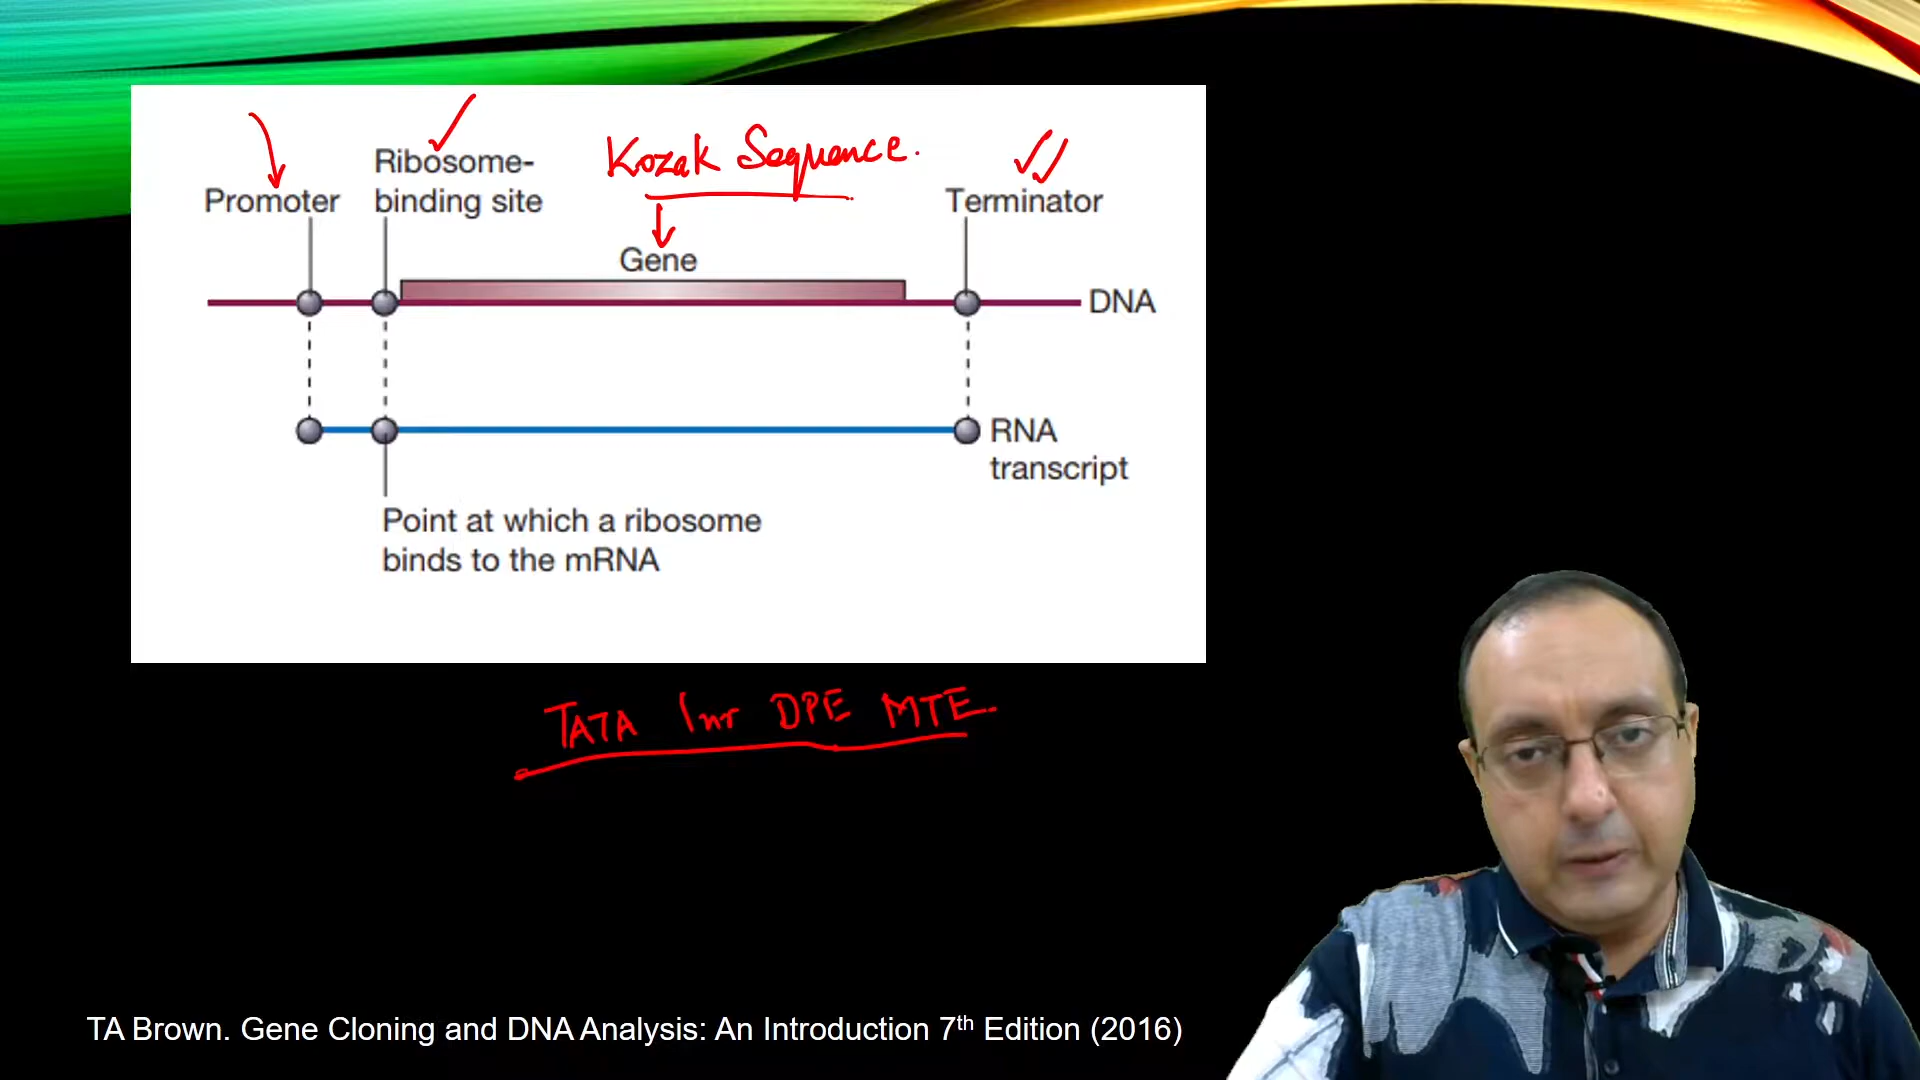 Kozak Sequence.
Ribosome-
binding site
Promoter
Terminator
Gene
DNA
RNA
transcript
Point at which a ribosome
binds to the mRNA
TATA Inr DPE MTE.
TA Brown. Gene Cloning and DNA Analysis: An Introduction 7th Edition (2016)